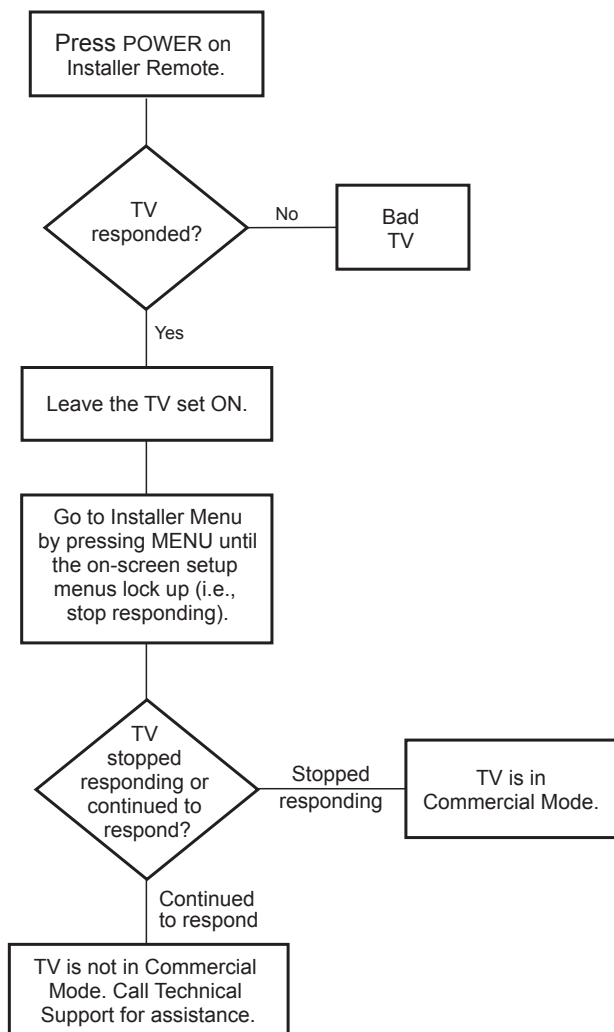 Press POWER on
Installer Remote.
TV
responded?
No
Bad
TV
Yes
Leave the TV set ON.
Go to Installer Menu
by pressing MENU until
the on-screen setup
menus lock up (i.e.,
stop responding).
TV
stopped
responding or
continued to
respond?
Stopped
responding
TV is in
Commercial Mode.
Continued
to respond
TV is not in Commercial
Mode. Call Technical
Support for assistance.